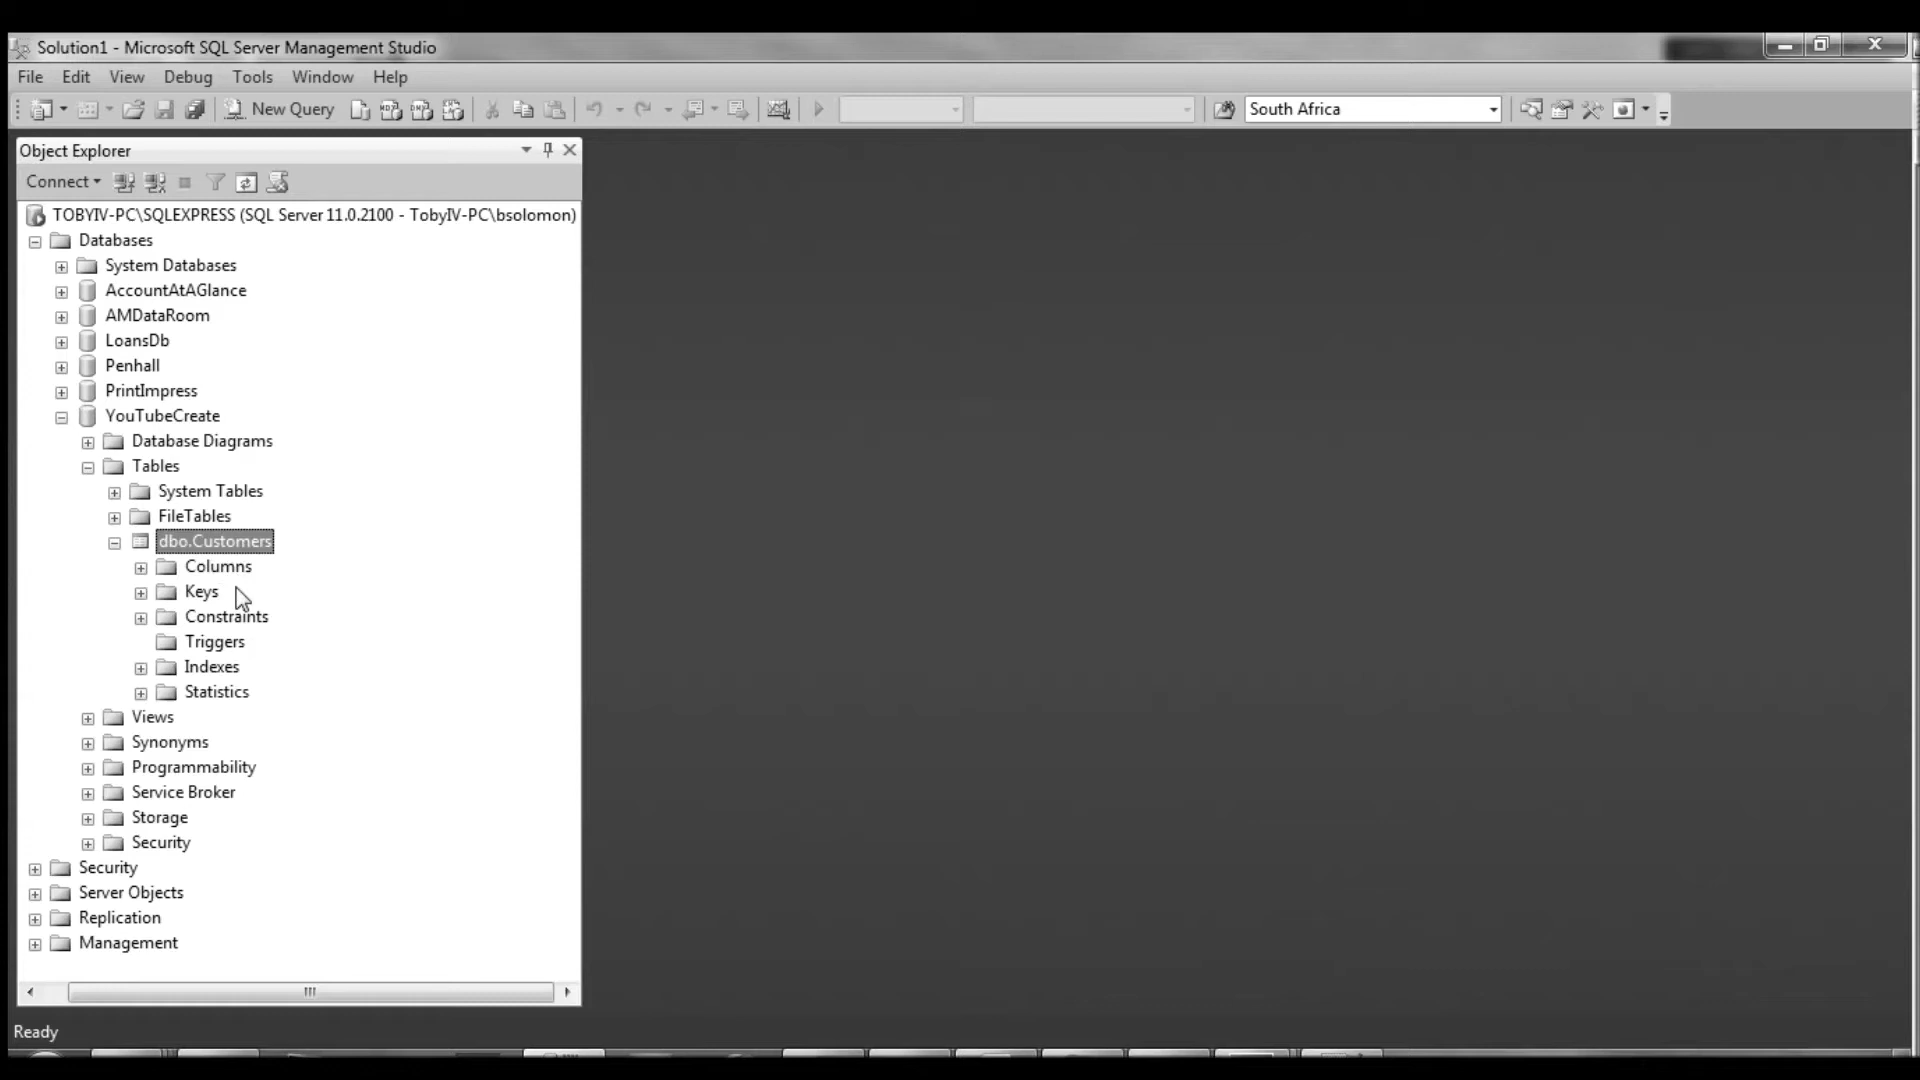 Solution1 - Microsoft SQL Server Management Studio
File Edit View Debug Tools Window Help
New Query South Africa
Object Explorer
Connect
TOBYIV-PC\SQLEXPRESS (SQL Server 11.0.2100 - TobyIV-PC\bsolomon)
Databases
System Databases
AccountAtAGlance
AMDataRoom
LoansDb
Penhall
PrintImpress
YouTubeCreate
Database Diagrams
Tables
System Tables
FileTables
dbo.Customers
Columns
Keys
Constraints
Triggers
Indexes
Statistics
Views
Synonyms
Programmability
Service Broker
Storage
Security
Security
Server Objects
Replication
Management
Ready